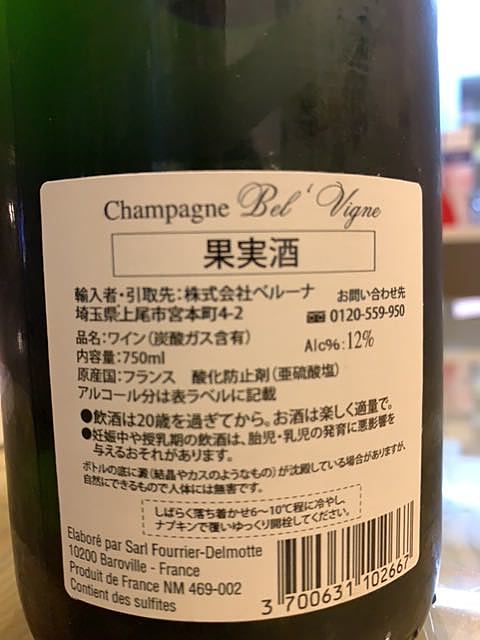 Champagne Bel' Vigne
果実酒
輸入者・引取先：株式会社ベルーナ
埼玉県上尾市宮本町4-2
お問い合わせ先
0120-559-950
品名：ワイン（炭酸ガス含有）
内容量：750ml
Alc%：12%
原産国：フランス 酸化防止剤（亜硫酸塩）
アルコール分は表ラベルに記載
●飲酒は20歳を過ぎてから。お酒は楽しく適量で。
●妊娠中や授乳期の飲酒は、胎児・乳児の発育に悪影響を
与えるおそれがあります。
ボトルの底に澱（結晶やカスのようなもの）が沈殿している場合がありますが、
自然にできるもので人体には無害です。
しばらく落ち着かせ6〜10℃程に冷やし、
ナプキンで覆いゆっくり開栓してください。
Elaboré par Sarl Fourrier-Delmotte
10200 Baroville - France
Produit de France NM 469-002
Contient des sulfites
3 700631 102667